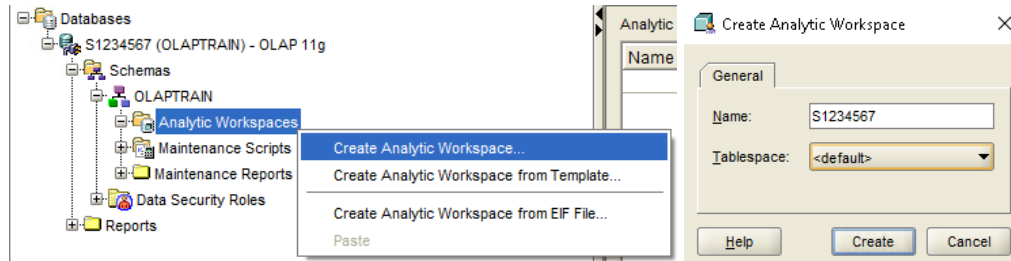 Databases
S1234567 (OLAPTRAIN) - OLAP 11g
Schemas
OLAPTRAIN
Analytic Workspaces
Maintenance Scripts
Maintenance Reports
Data Security Roles
Reports
Create Analytic Workspace...
Create Analytic Workspace from Template...
Create Analytic Workspace from EIF File...
Paste
Analytic
Name
Create Analytic Workspace
General
Name: S1234567
Tablespace: <default>
Help Create Cancel